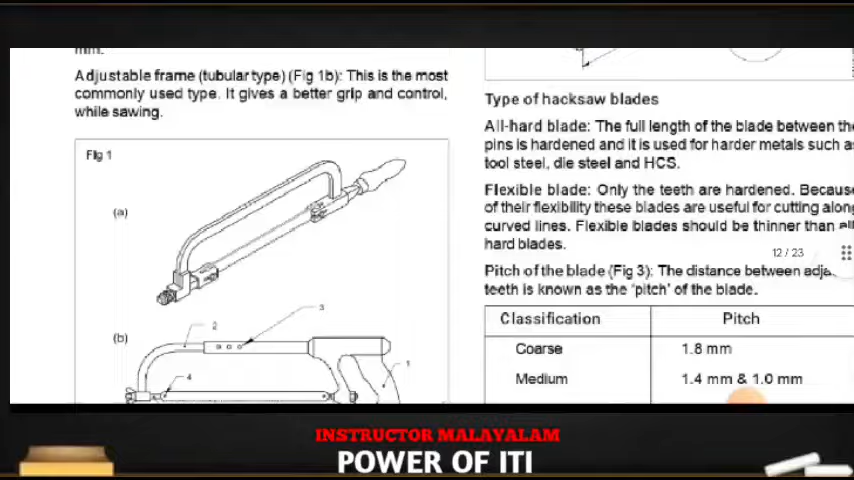 mm.
Adjustable frame (tubular type) (Fig 1b): This is the most
commonly used type. It gives a better grip and control,
while sawing.
Fig 1
(a)
(b)
2
3
1
4
Type of hacksaw blades
All-hard blade: The full length of the blade between the
pins is hardened and it is used for harder metals such as
tool steel, die steel and HCS.
Flexible blade: Only the teeth are hardened. Because
of their flexibility these blades are useful for cutting along
curved lines. Flexible blades should be thinner than all
hard blades.
12 / 23
Pitch of the blade (Fig 3): The distance between adja
teeth is known as the 'pitch' of the blade.
Classification Pitch
Coarse 1.8 mm
Medium 1.4 mm & 1.0 mm
INSTRUCTOR MALAYALAM
POWER OF ITI